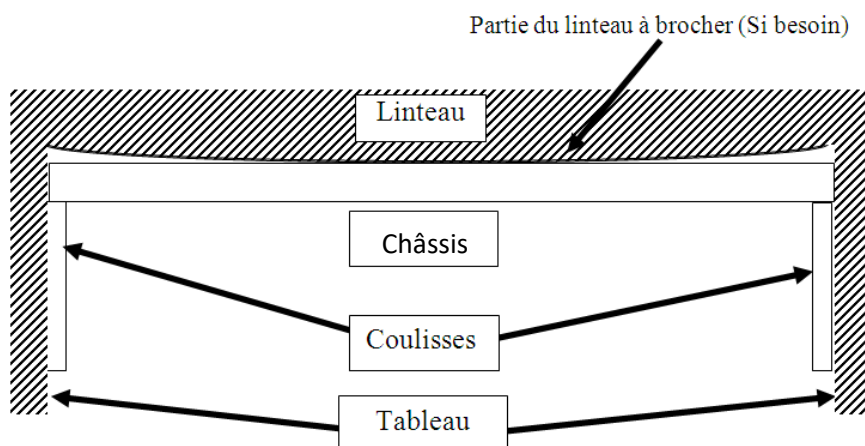 Partie du linteau à brocher (Si besoin)
Linteau
Châssis
Coulisses
Tableau